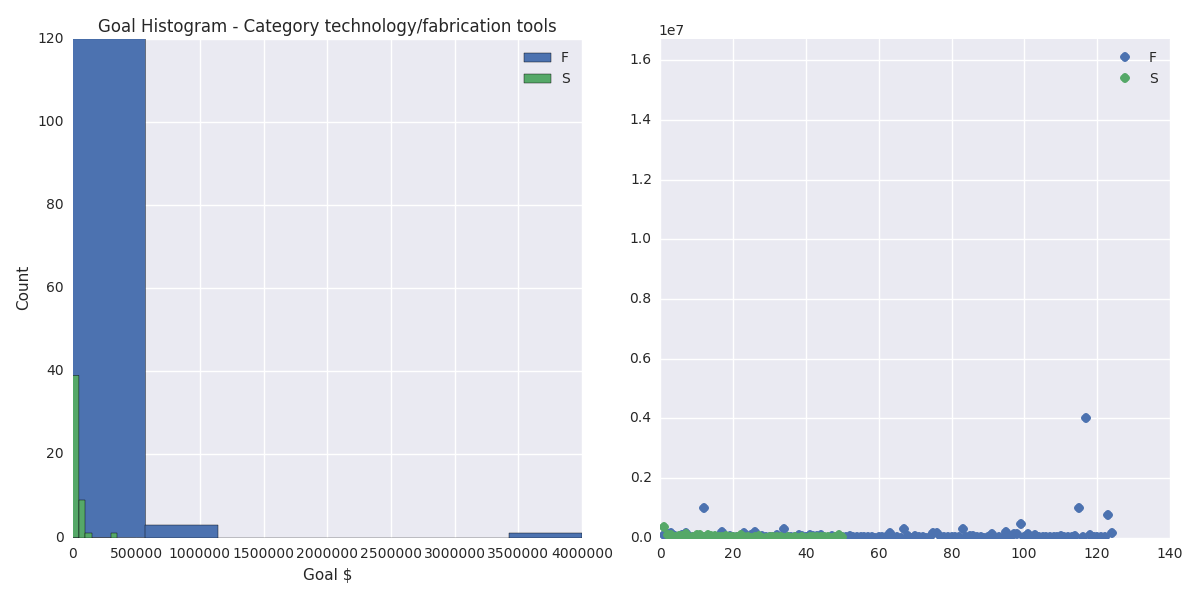 Goal Histogram - Category technology/fabrication tools
120
100
80
60
40
20
0
Count
0 500000 1000000 1500000 2000000 2500000 3000000 3500000 4000000
Goal $
F
S
1e7
1.6
1.4
1.2
1.0
0.8
0.6
0.4
0.2
0.0
0 20 40 60 80 100 120 140
F
S